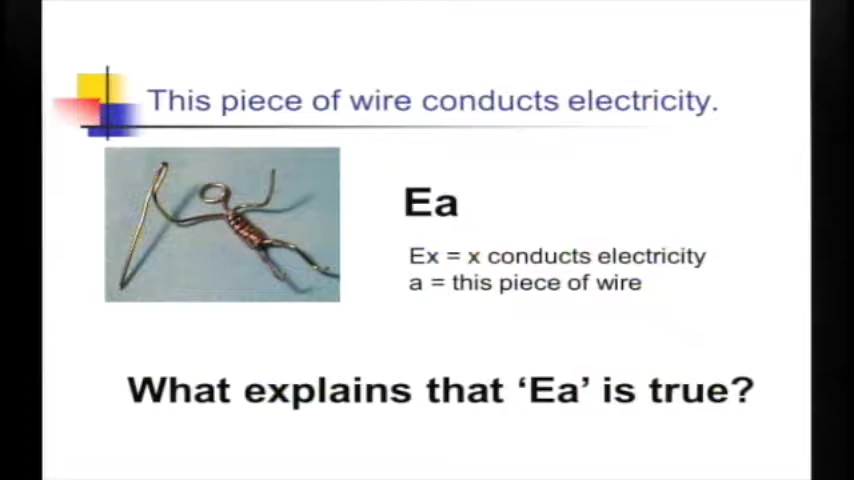 This piece of wire conducts electricity.
Ea
Ex = x conducts electricity
a = this piece of wire
What explains that ‘Ea’ is true?